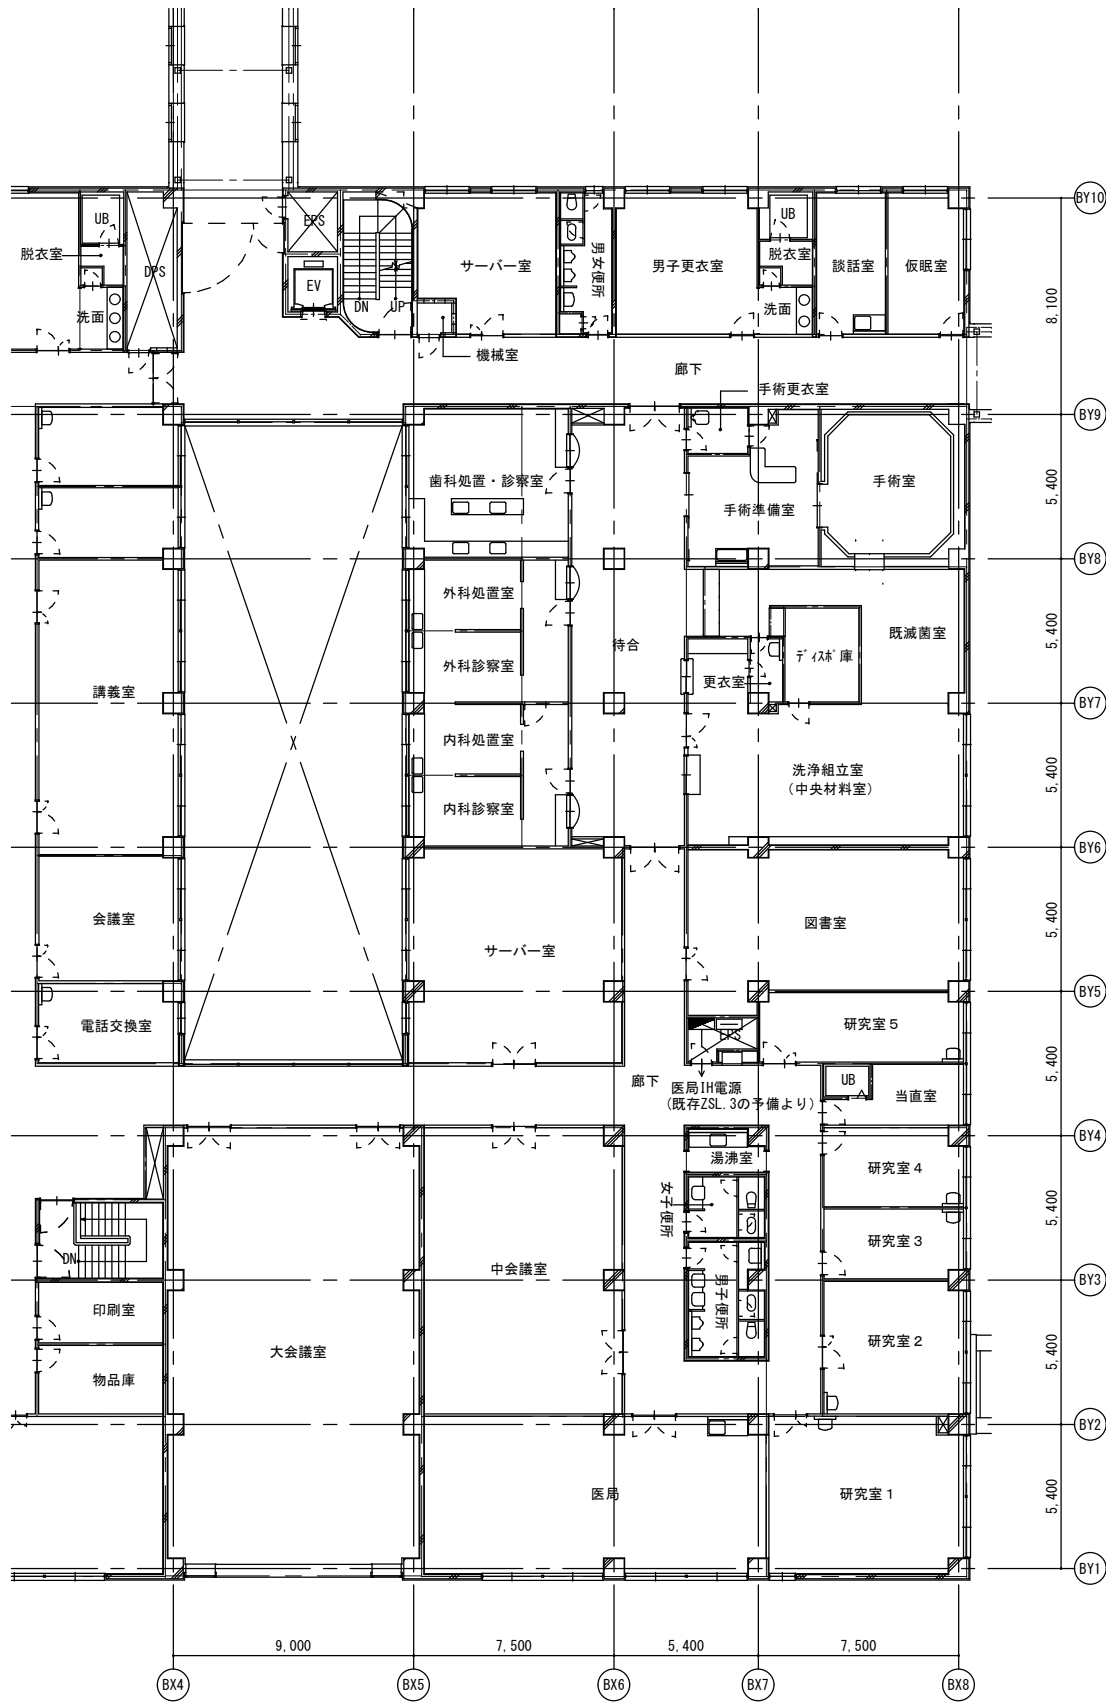 BY10
UB
EPS
UB
脱衣室
DPS
サーバー室
男女便所
男子更衣室
脱衣室
談話室
仮眠室
EV
洗面
DN
UP
洗面
8,100
機械室
廊下
手術更衣室
BY9
歯科処置・診察室
手術室
手術準備室
5,400
BY8
外科処置室
既滅菌室
待合
ディスポ庫
5,400
外科診察室
更衣室
講義室
BY7
X
内科処置室
洗浄組立室
(中央材料室)
5,400
内科診察室
BY6
会議室
サーバー室
図書室
5,400
BY5
電話交換室
EPS
研究室5
廊下
医局IH電源
(既存ZSL.3の予備より)
UB
当直室
5,400
BY4
湯沸室
研究室4
女子便所
5,400
研究室3
DN
中会議室
BY3
印刷室
男子便所
研究室2
大会議室
物品庫
5,400
BY2
医局
研究室1
5,400
BY1
9,000
7,500
5,400
7,500
BX4
BX5
BX6
BX7
BX8